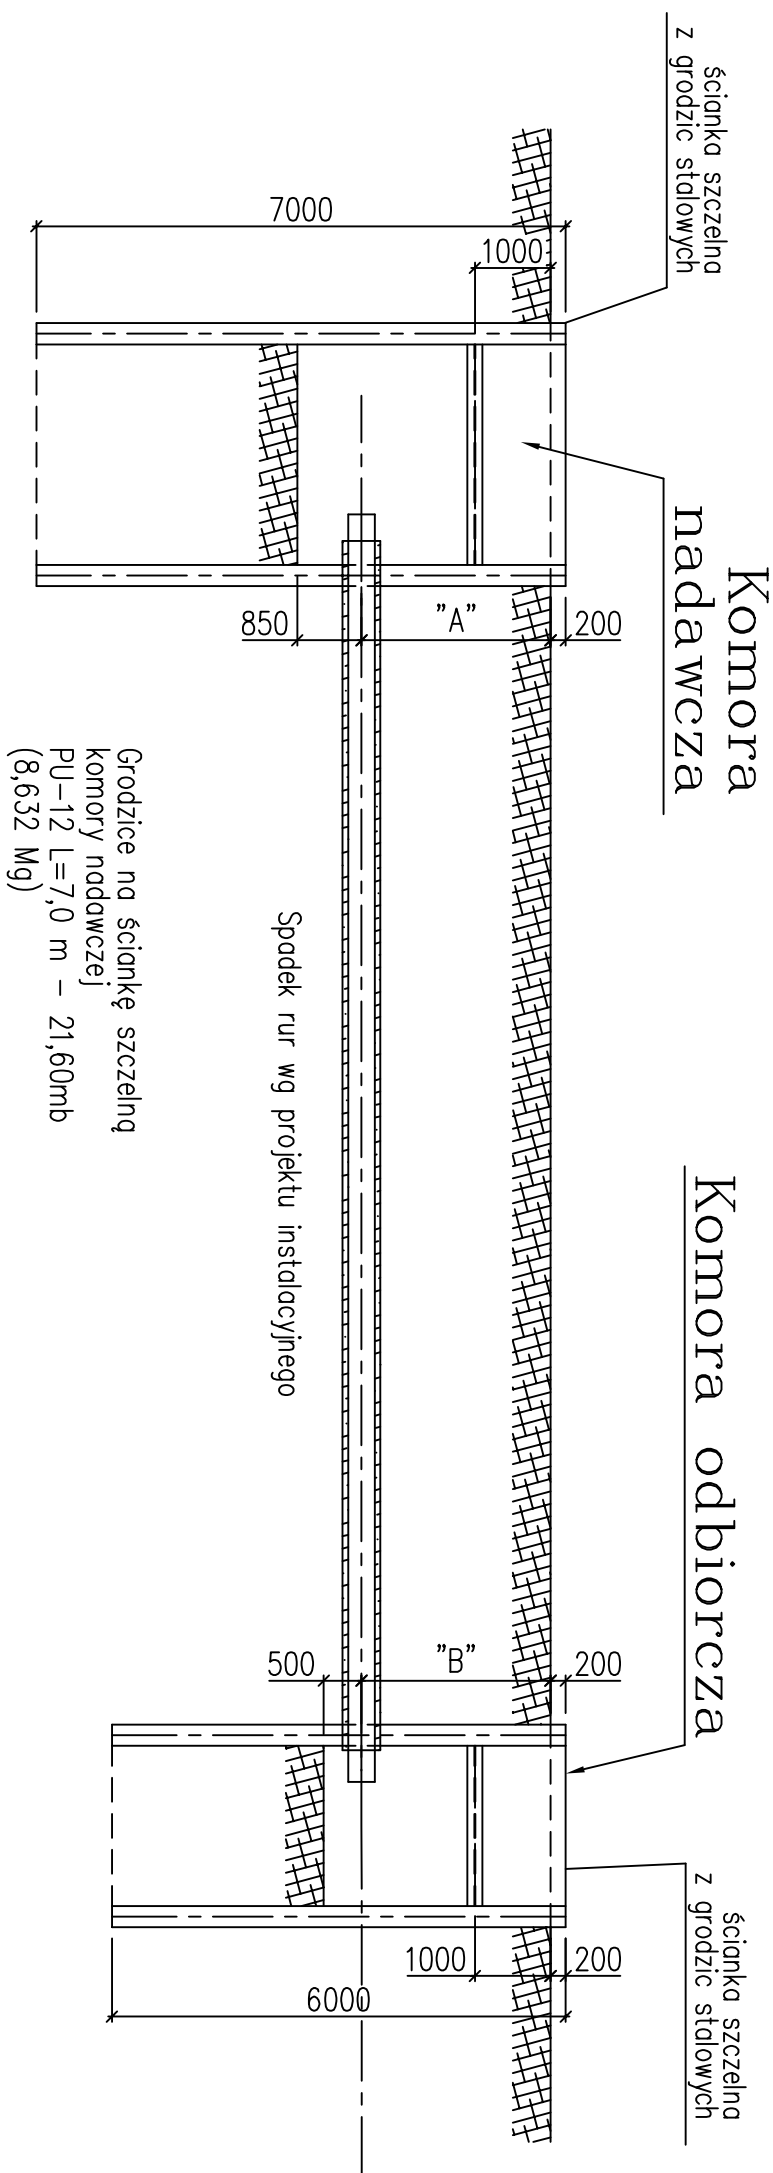 ścianka szczelna
z grodzic stalowych
Komora
nadawcza
Komora odbiorcza
ścianka szczelna
z grodzic stalowych
7000
1000
200
"A"
850
200
"B"
500
200
1000
6000
Spadek rur wg projektu instalacyjnego
Grodzice na ściankę szczelną
komory nadawczej
PU-12 L=7,0 m - 21,60mb
(8,632 Mg)